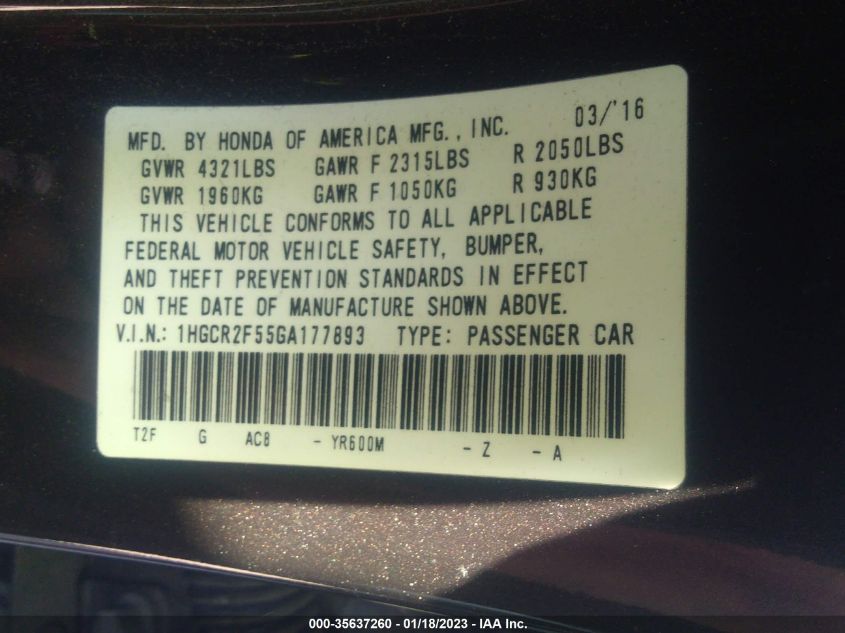 03/'16
MFD. BY HONDA OF AMERICA MFG., INC.
GVWR 4321LBS GAWR F 2315LBS R 2050LBS
GVWR 1960KG GAWR F 1050KG R 930KG
THIS VEHICLE CONFORMS TO ALL APPLICABLE
FEDERAL MOTOR VEHICLE SAFETY, BUMPER,
AND THEFT PREVENTION STANDARDS IN EFFECT
ON THE DATE OF MANUFACTURE SHOWN ABOVE.
V.I.N.: 1HGCR2F55GA177893 TYPE: PASSENGER CAR
T2F G AC8 - YR600M - Z - A
000-35637260 - 01/18/2023 - IAA Inc.